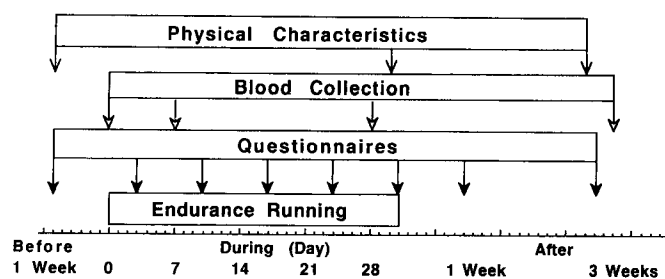 Physical Characteristics
Blood Collection
Questionnaires
Endurance Running
Before During (Day) After
1 Week 0 7 14 21 28 1 Week 3 Weeks